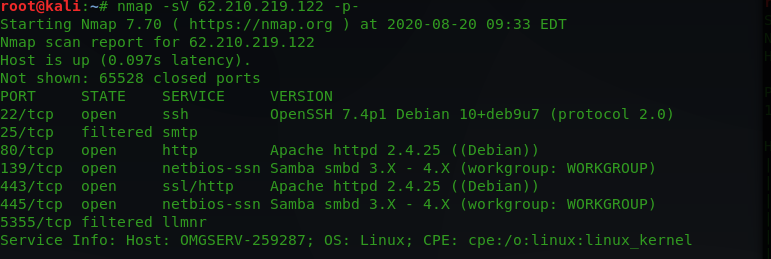 root@kali:~# nmap -sV 62.210.219.122 -p-
Starting Nmap 7.70 ( https://nmap.org ) at 2020-08-20 09:33 EDT
Nmap scan report for 62.210.219.122
Host is up (0.097s latency).
Not shown: 65528 closed ports
PORT     STATE    SERVICE     VERSION
22/tcp   open     ssh         OpenSSH 7.4p1 Debian 10+deb9u7 (protocol 2.0)
25/tcp   filtered smtp
80/tcp   open     http        Apache httpd 2.4.25 ((Debian))
139/tcp  open     netbios-ssn Samba smbd 3.X - 4.X (workgroup: WORKGROUP)
443/tcp  open     ssl/http    Apache httpd 2.4.25 ((Debian))
445/tcp  open     netbios-ssn Samba smbd 3.X - 4.X (workgroup: WORKGROUP)
5355/tcp filtered llmnr
Service Info: Host: OMGSERV-259287; OS: Linux; CPE: cpe:/o:linux:linux_kernel